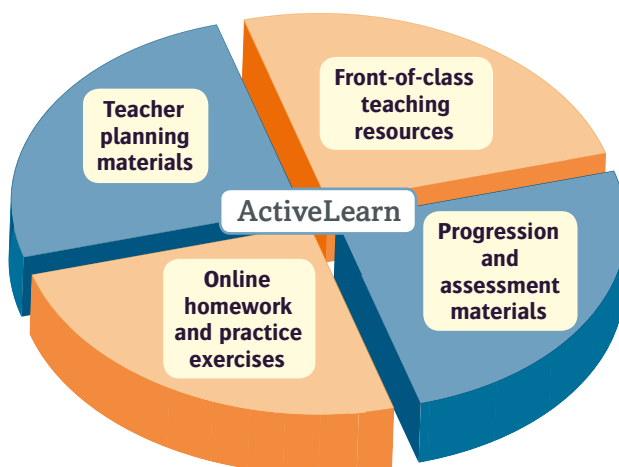 Front-of-class
teaching
resources
Teacher
planning
materials
ActiveLearn
Progression
and
assessment
materials
Online
homework
and practice
exercises